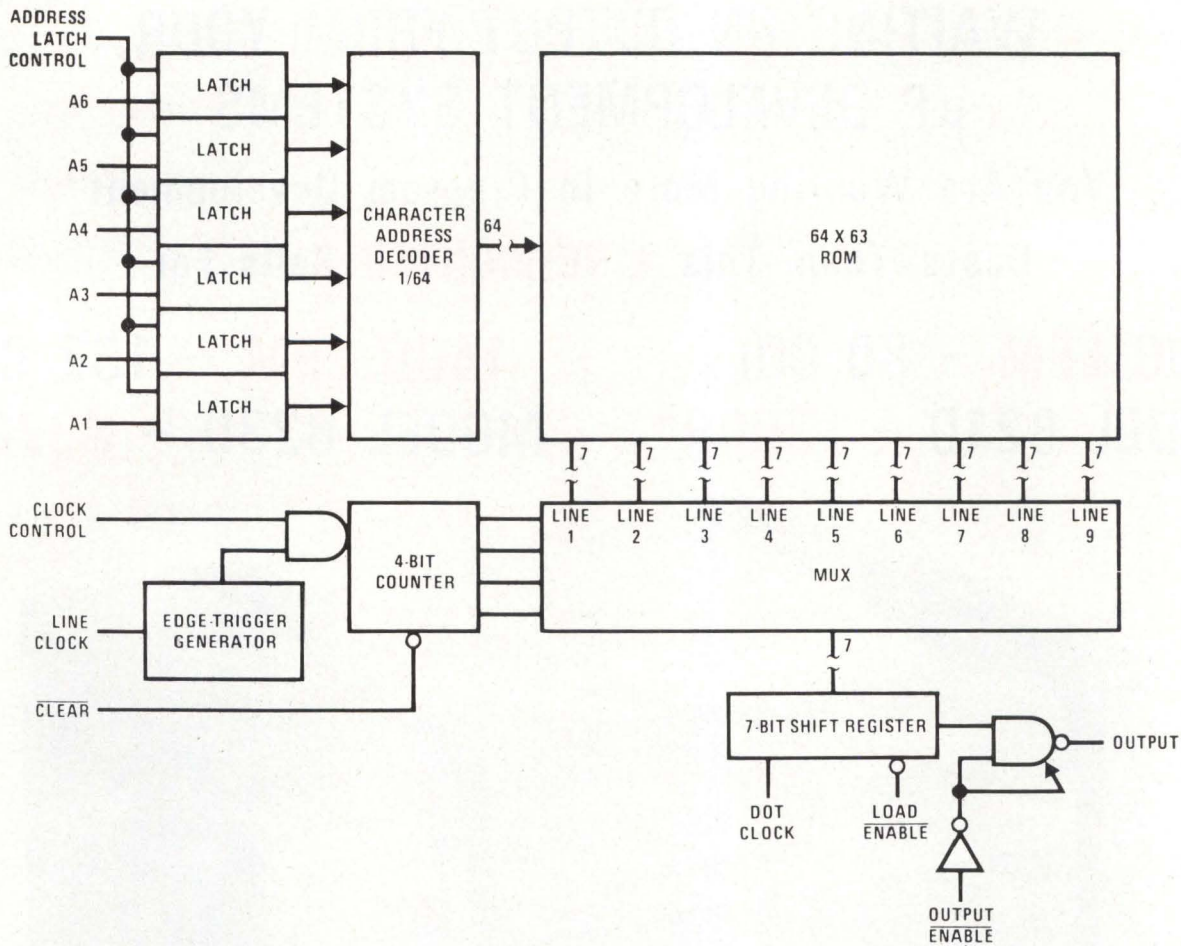 ADDRESS
LATCH
CONTROL
A6
A5
A4
A3
A2
A1
LATCH
LATCH
LATCH
LATCH
LATCH
LATCH
CHARACTER
ADDRESS
DECODER
1/64
64
64 X 63
ROM
7 7 7 7 7 7 7 7 7
LINE LINE LINE LINE LINE LINE LINE LINE LINE
1 2 3 4 5 6 7 8 9
MUX
CLOCK
CONTROL
4-BIT
COUNTER
LINE
CLOCK
EDGE-TRIGGER
GENERATOR
CLEAR
7
7-BIT SHIFT REGISTER
OUTPUT
DOT
CLOCK
LOAD
ENABLE
OUTPUT
ENABLE